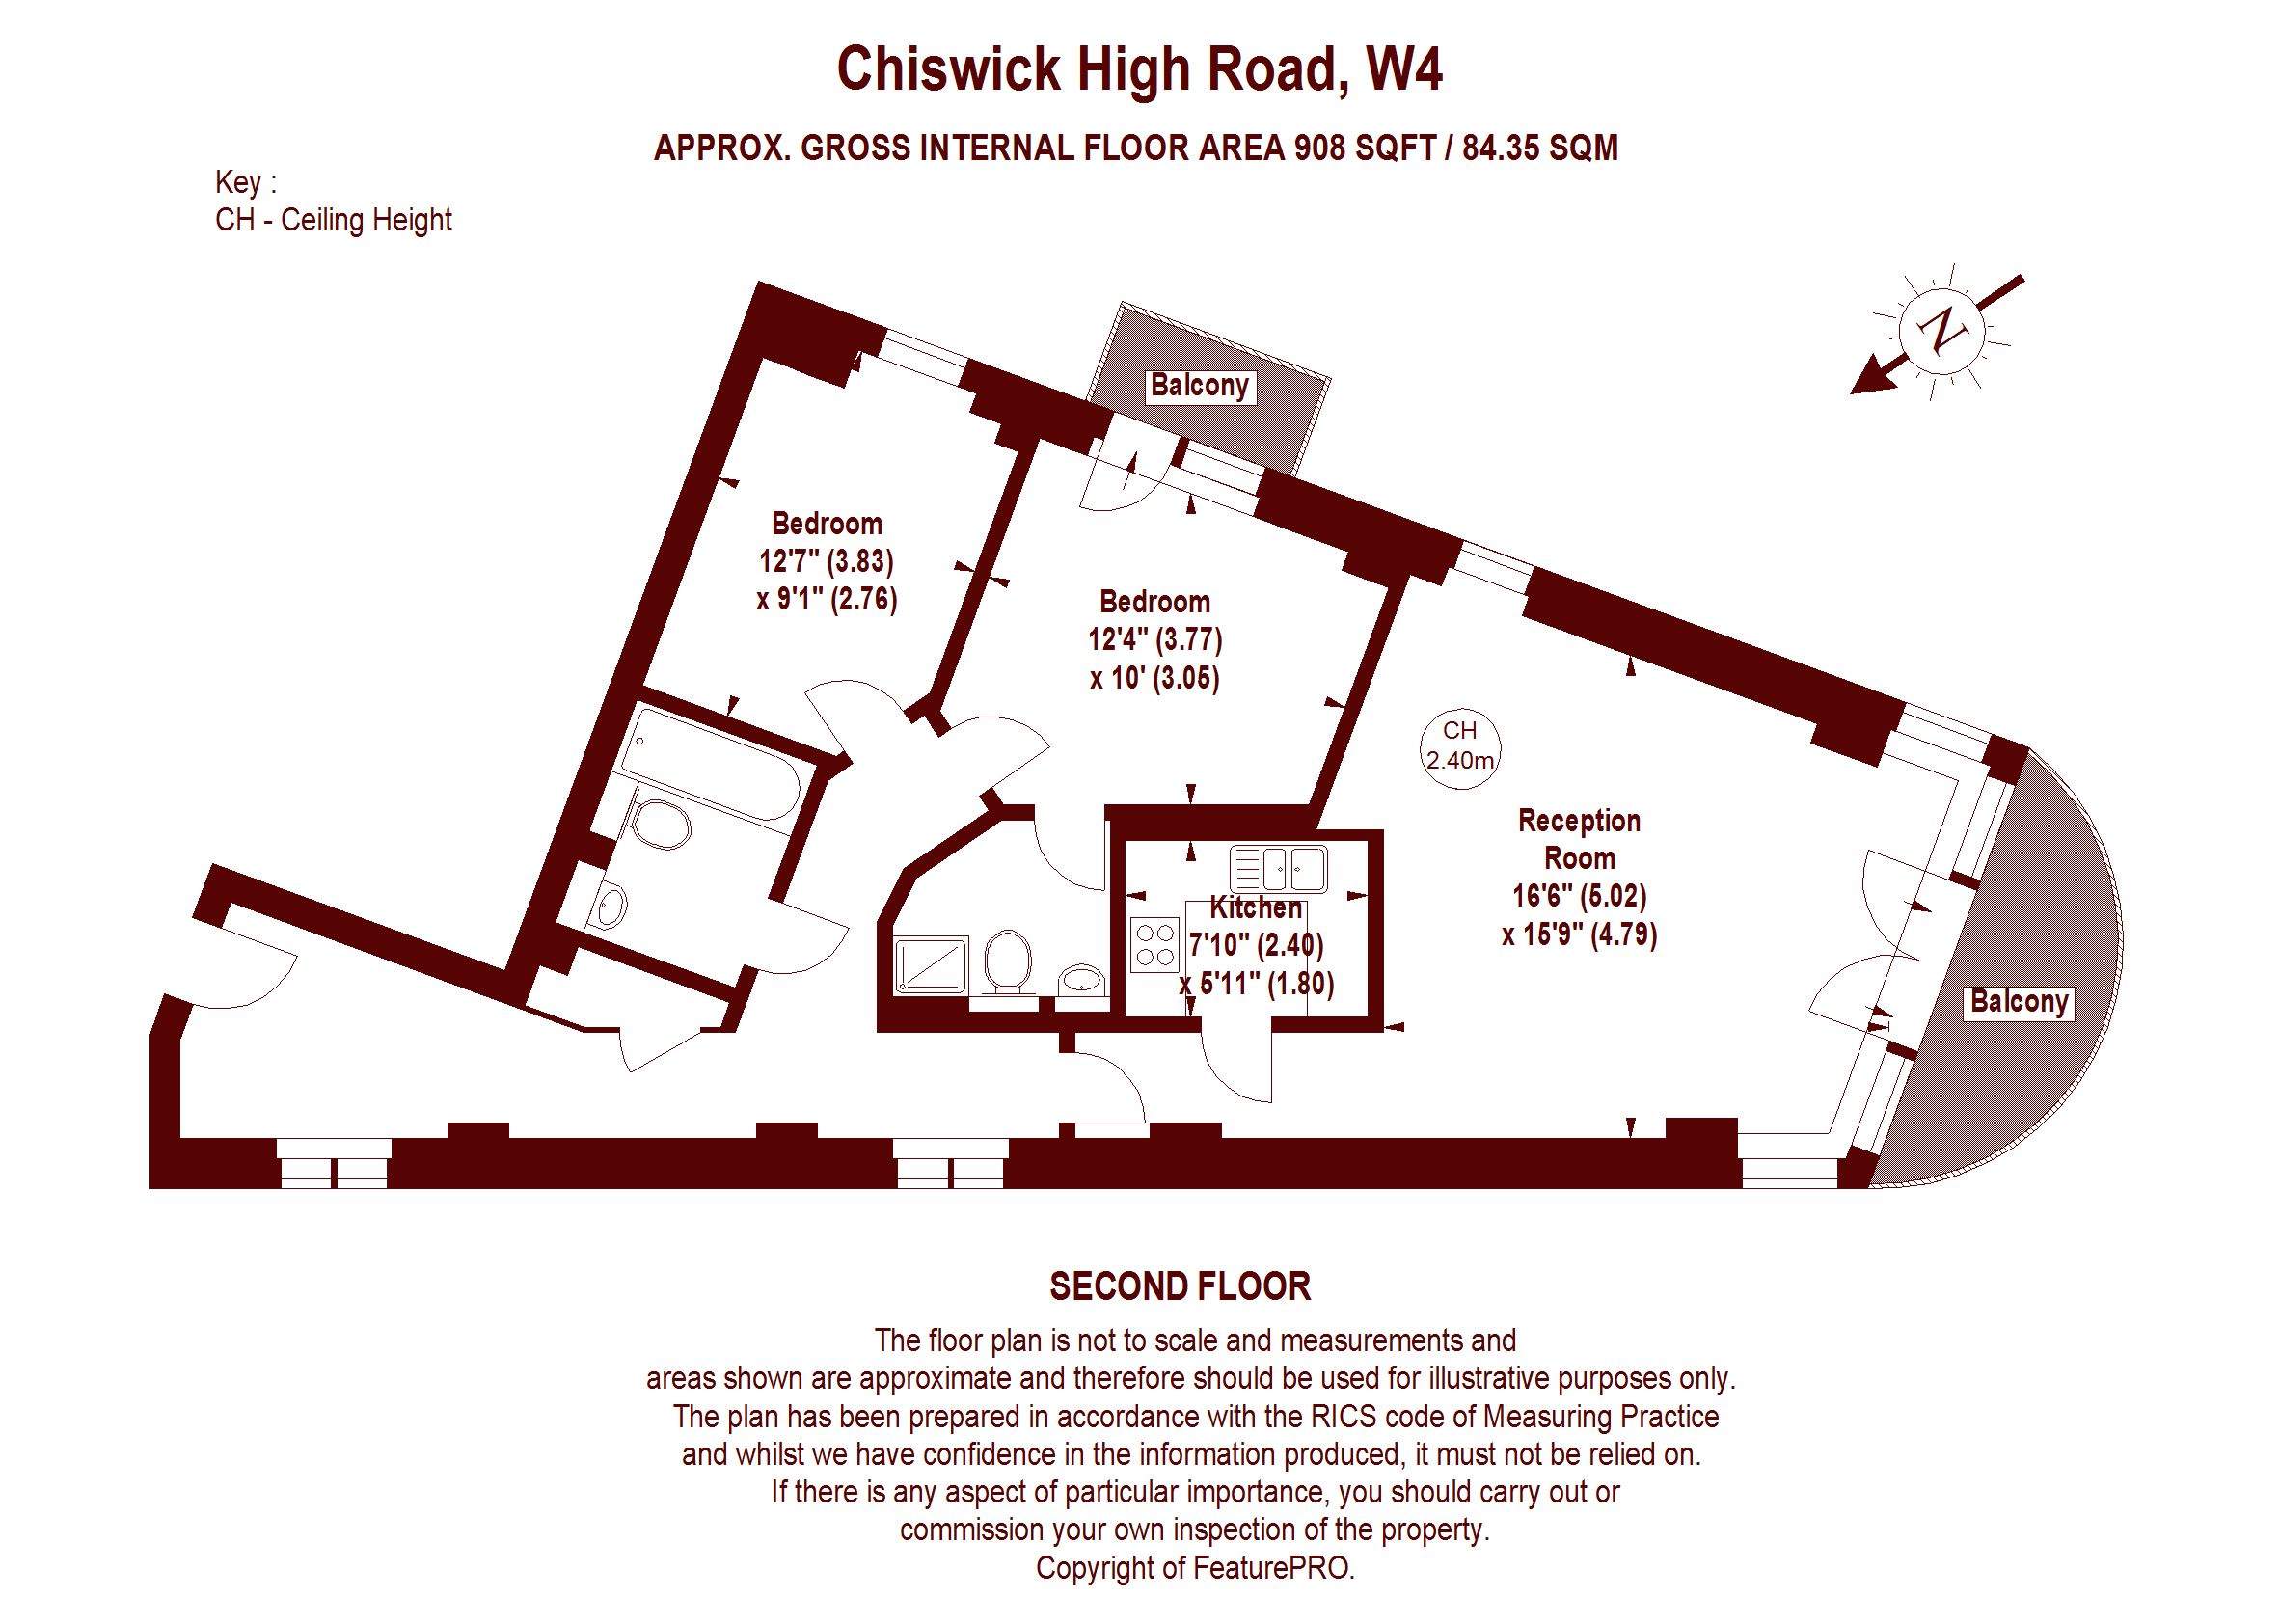 Chiswick High Road, W4
APPROX. GROSS INTERNAL FLOOR AREA 908 SQFT / 84.35 SQM
Key :
CH - Ceiling Height
N
Balcony
Bedroom
12'7" (3.83)
x 9'1" (2.76)
Bedroom
12'4" (3.77)
x 10' (3.05)
CH
2.40m
Reception
Room
16'6" (5.02)
x 15'9" (4.79)
Kitchen
7'10" (2.40)
x 5'11" (1.80)
Balcony
SECOND FLOOR
The floor plan is not to scale and measurements and
areas shown are approximate and therefore should be used for illustrative purposes only.
The plan has been prepared in accordance with the RICS code of Measuring Practice
and whilst we have confidence in the information produced, it must not be relied on.
If there is any aspect of particular importance, you should carry out or
commission your own inspection of the property.
Copyright of FeaturePRO.